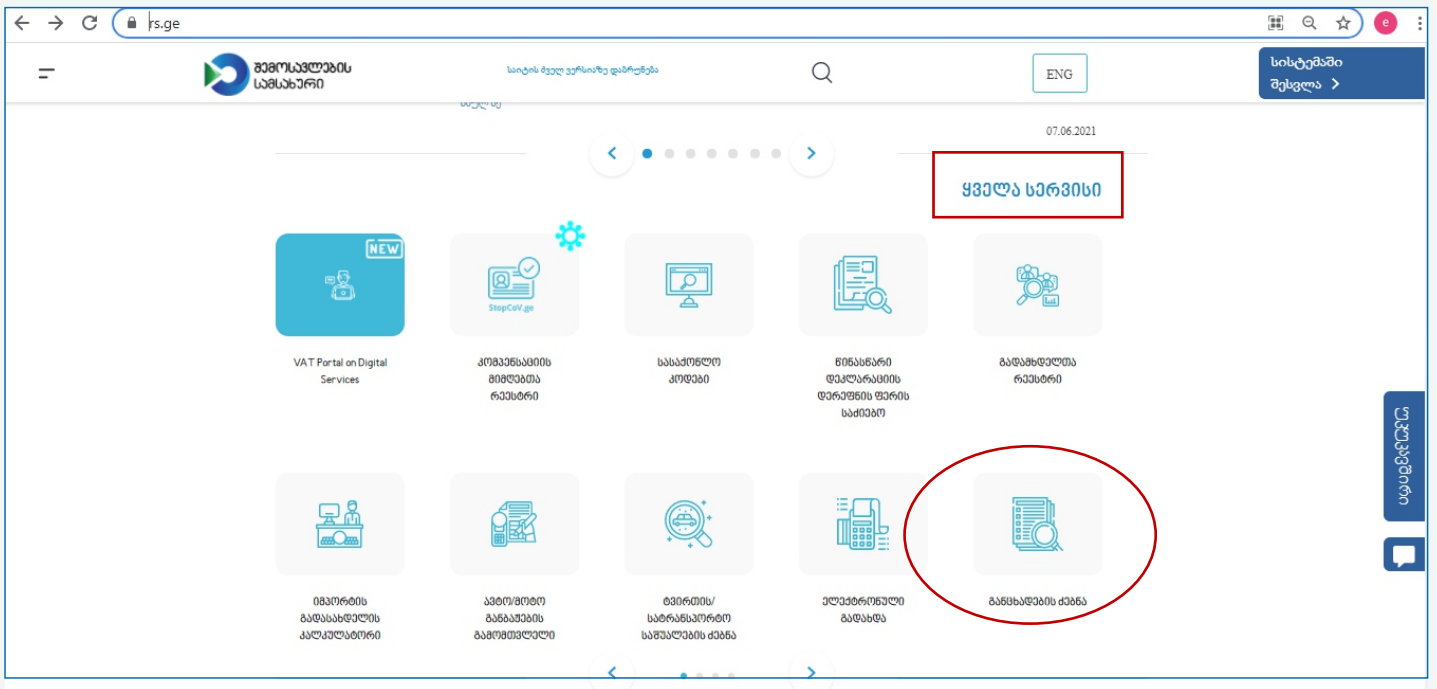 rs.ge
e
შემოსავლების
სამსახური
საიტის ძველ ვერსიაზე დაბრუნება
ENG
სისტემაში
შესვლა
07.06.2021
ყველა სერვისი
NEW
StopCoV.ge
VAT Portal on Digital
Services
კომპენსაციის
მიმღებთა
რეესტრი
სასაქონლო
კოდები
წინასწარი
დეკლარაციის
დერეფნის ფერის
საძიებო
გადამხდელთა
რეესტრი
იმპორტის
გადასახდელის
კალკულატორი
ავტო/მოტო
განბაჟების
გამომთვლელი
ტვირთის/
სატრანსპორტო
საშუალების ძებნა
ელექტრონული
გადახდა
განცხადების ძებნა